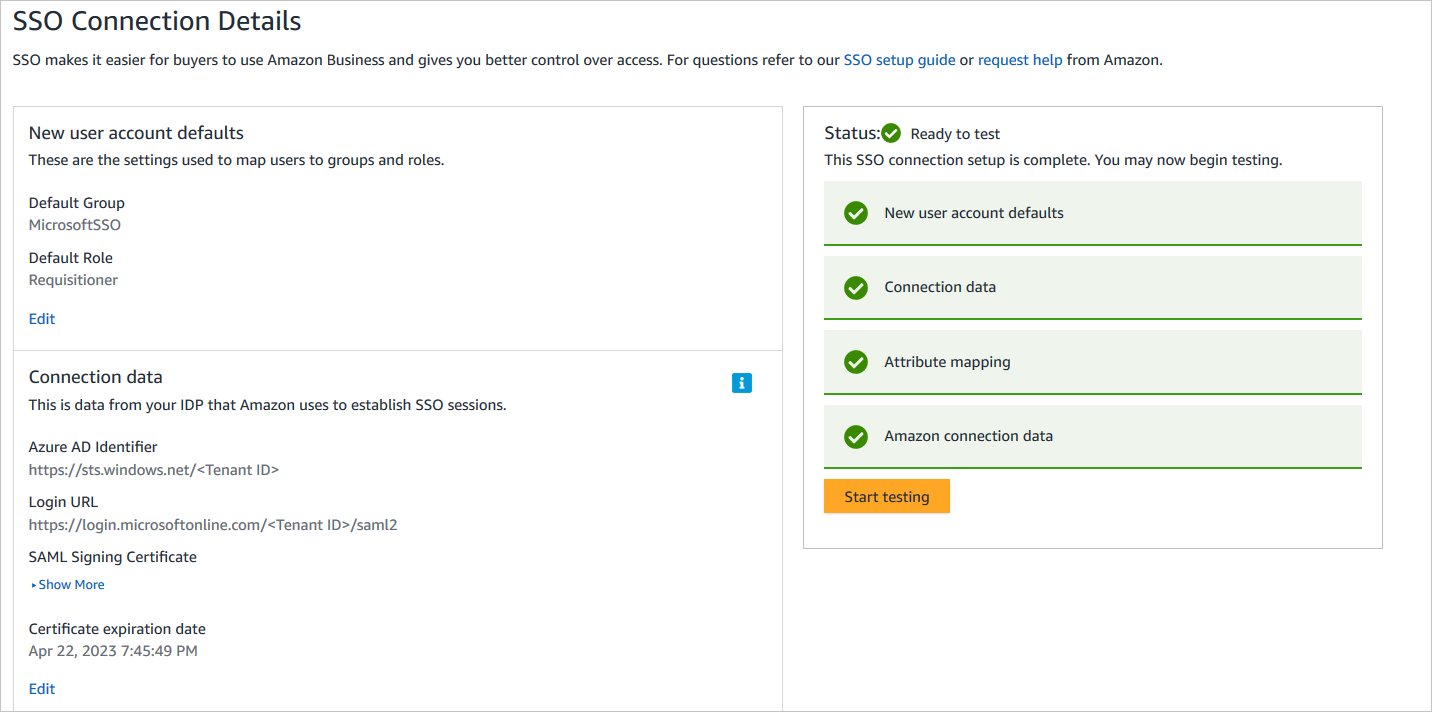 SSO Connection Details
SSO makes it easier for buyers to use Amazon Business and gives you better control over access. For questions refer to our SSO setup guide or request help from Amazon.
New user account defaults
These are the settings used to map users to groups and roles.
Default Group
MicrosoftSSO
Default Role
Requisitioner
Edit
Connection data
This is data from your IDP that Amazon uses to establish SSO sessions.
Azure AD Identifier
https://sts.windows.net/<Tenant ID>
Login URL
https://login.microsoftonline.com/<Tenant ID>/saml2
SAML Signing Certificate
Show More
Certificate expiration date
Apr 22, 2023 7:45:49 PM
Edit
Status: Ready to test
This SSO connection setup is complete. You may now begin testing.
New user account defaults
Connection data
Attribute mapping
Amazon connection data
Start testing